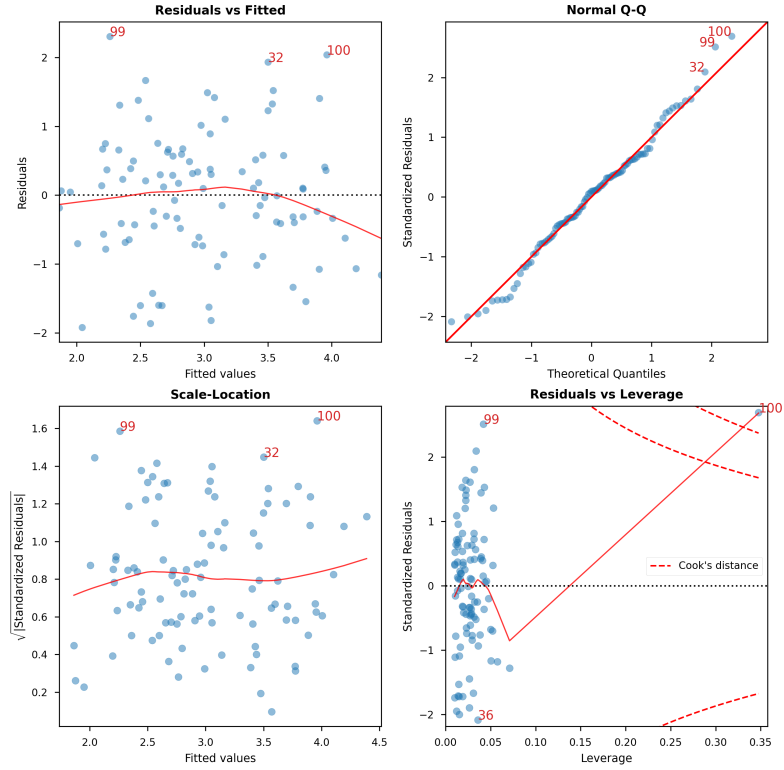 Residuals vs Fitted
99
32
100
Residuals
2
1
0
−1
−2
2.0 2.5 3.0 3.5 4.0
Fitted values
Normal Q-Q
100
99
32
Standardized Residuals
2
1
0
−1
−2
−2 −1 0 1 2
Theoretical Quantiles
Scale-Location
99
100
32
√|Standardized Residuals|
1.6
1.4
1.2
1.0
0.8
0.6
0.4
0.2
2.0 2.5 3.0 3.5 4.0 4.5
Fitted values
Residuals vs Leverage
99
100
36
Cook's distance
Standardized Residuals
2
1
0
−1
−2
0.00 0.05 0.10 0.15 0.20 0.25 0.30 0.35
Leverage